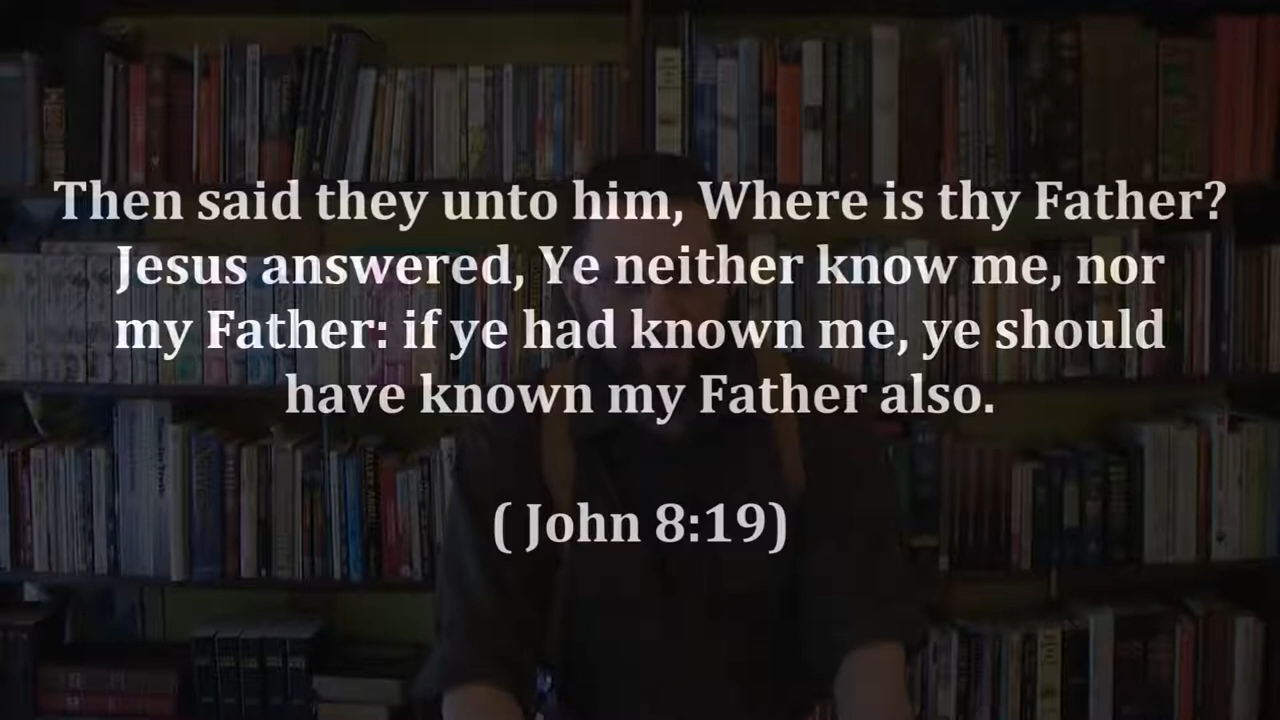 Then said they unto him, Where is thy Father?
Jesus answered, Ye neither know me, nor
my Father: if ye had known me, ye should
have known my Father also.
( John 8:19)